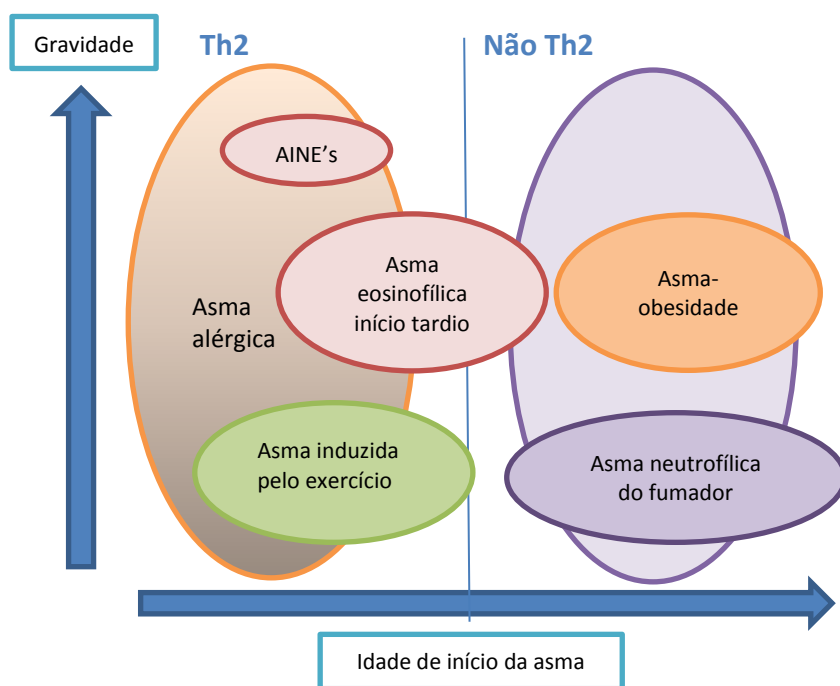 Gravidade
Th2
Não Th2
AINE’s
Asma
eosinofílica
início tardio
Asma-
obesidade
Asma
alérgica
Asma induzida
pelo exercício
Asma neutrofílica
do fumador
Idade de início da asma